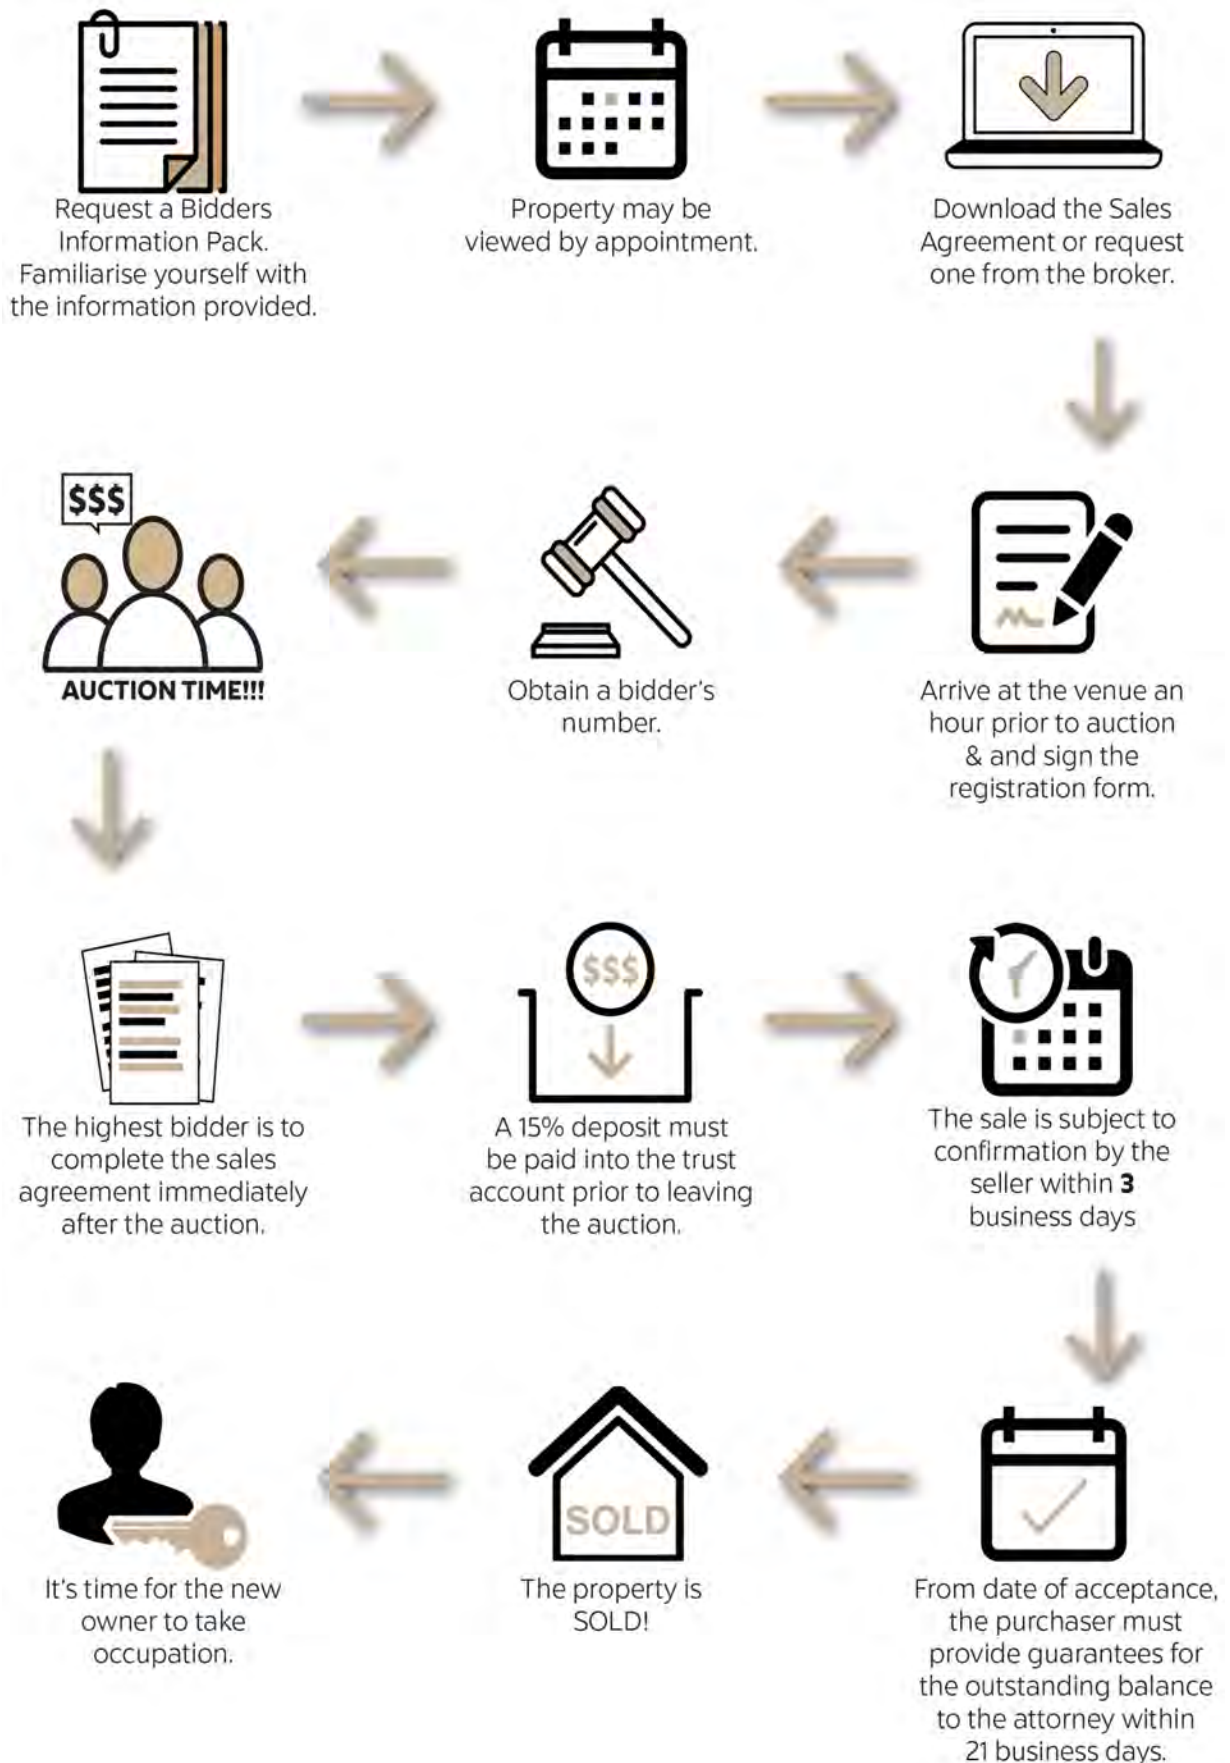 Request a Bidders
Information Pack.
Familiarise yourself with
the information provided.
Property may be
viewed by appointment.
Download the Sales
Agreement or request
one from the broker.
Arrive at the venue an
hour prior to auction
& and sign the
registration form.
Obtain a bidder's
number.
$$$
AUCTION TIME!!!
The highest bidder is to
complete the sales
agreement immediately
after the auction.
$$$
A 15% deposit must
be paid into the trust
account prior to leaving
the auction.
The sale is subject to
confirmation by the
seller within 3
business days
From date of acceptance,
the purchaser must
provide guarantees for
the outstanding balance
to the attorney within
21 business days.
SOLD
The property is
SOLD!
It's time for the new
owner to take
occupation.